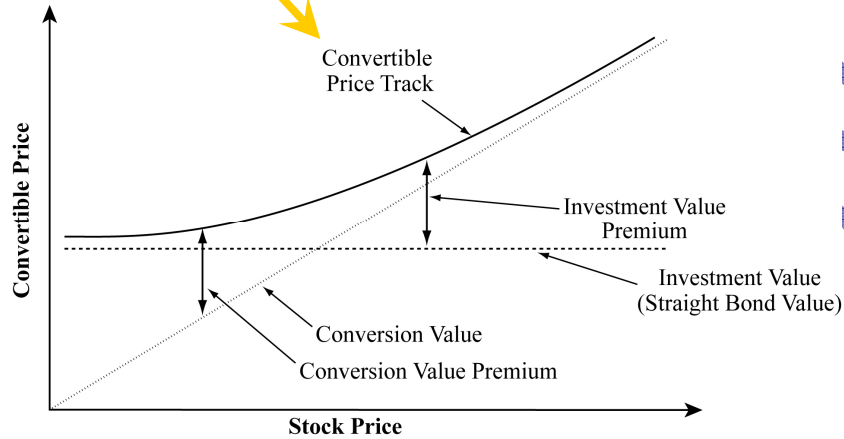 Convertible
Price Track
Convertible Price
Investment Value
Premium
Investment Value
(Straight Bond Value)
Conversion Value
Conversion Value Premium
Stock Price